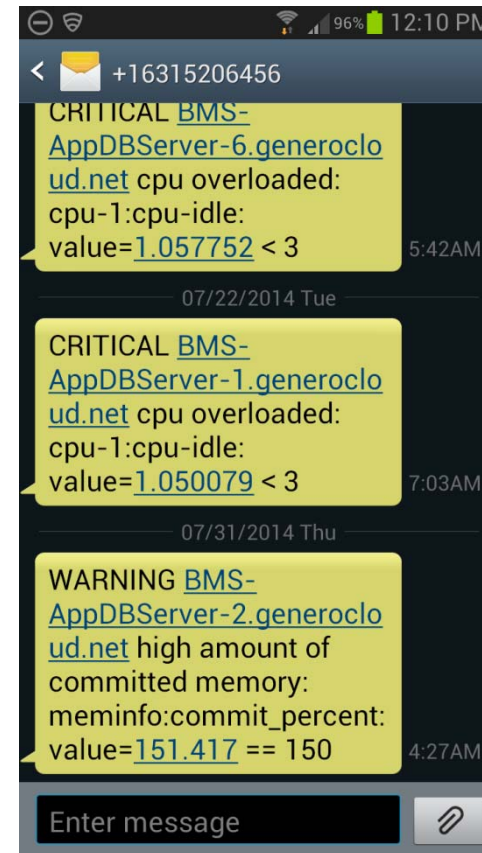 96% 12:10 PM
+16315206456
CRITICAL BMS-
AppDBServer-6.generoclo
ud.net cpu overloaded:
cpu-1:cpu-idle:
value=1.057752 < 3
5:42AM
07/22/2014 Tue
CRITICAL BMS-
AppDBServer-1.generoclo
ud.net cpu overloaded:
cpu-1:cpu-idle:
value=1.050079 < 3
7:03AM
07/31/2014 Thu
WARNING BMS-
AppDBServer-2.generoclo
ud.net high amount of
committed memory:
meminfo:commit_percent:
value=151.417 == 150
4:27AM
Enter message